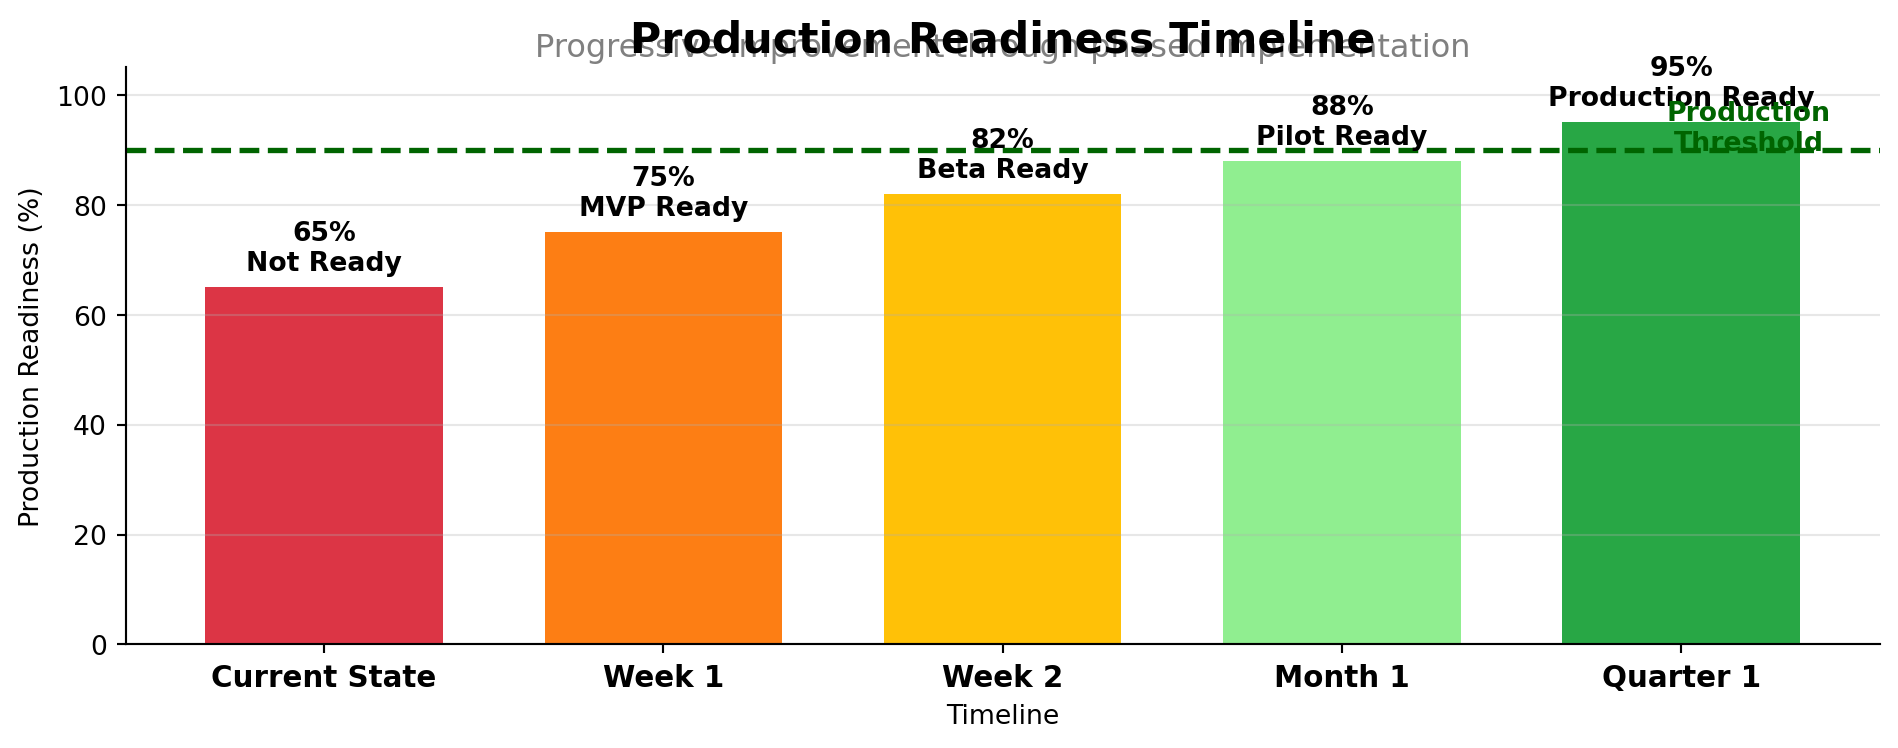 Production Readiness Timeline
Progressive improvement through phased implementation
Production Readiness (%)
100
80
60
40
20
0
65%
Not Ready
75%
MVP Ready
82%
Beta Ready
88%
Pilot Ready
95%
Production Ready
Production
Threshold
Current State
Week 1
Week 2
Month 1
Quarter 1
Timeline